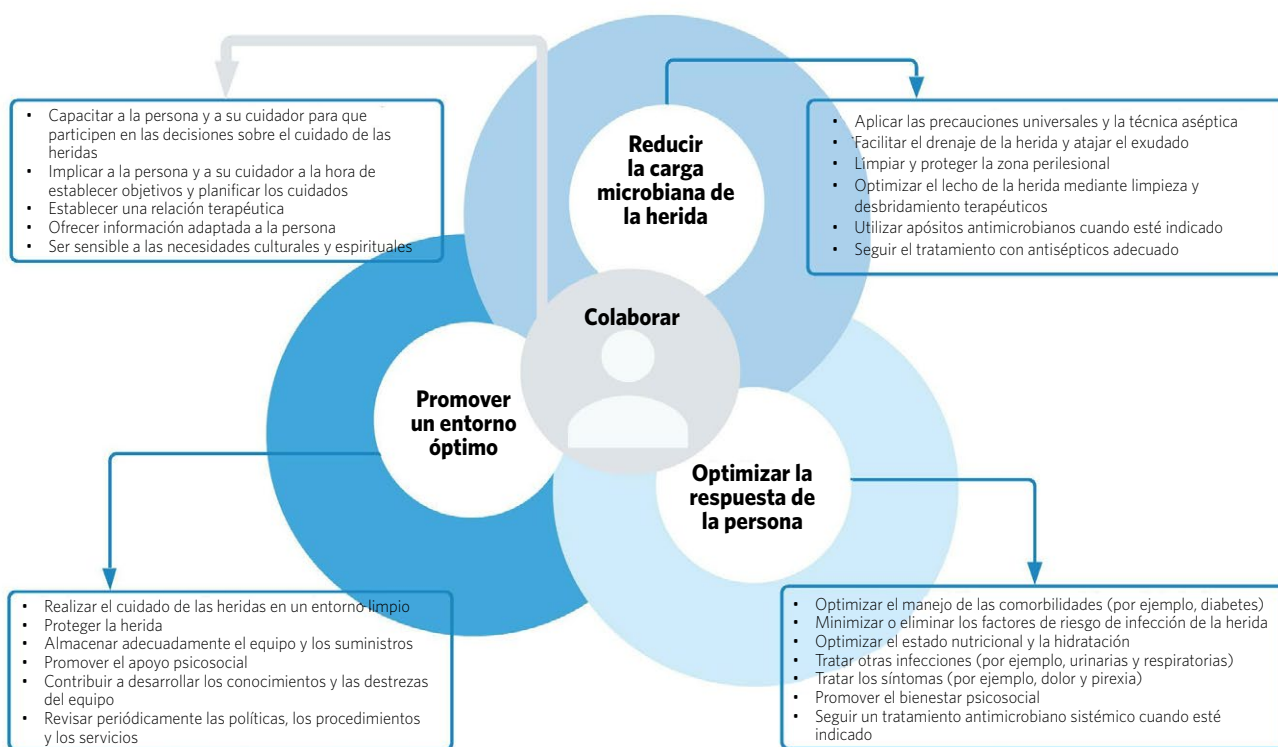 • Capacitar a la persona y a su cuidador para que
participen en las decisiones sobre el cuidado de las
heridas
• Implicar a la persona y a su cuidador a la hora de
establecer objetivos y planificar los cuidados
• Establecer una relación terapéutica
• Ofrecer información adaptada a la persona
• Ser sensible a las necesidades culturales y espirituales
Reducir
la carga
microbiana de
la herida
• Aplicar las precauciones universales y la técnica aséptica
• Facilitar el drenaje de la herida y atajar el exudado
• Limpiar y proteger la zona perilesional
• Optimizar el lecho de la herida mediante limpieza y
desbridamiento terapéuticos
• Utilizar apósitos antimicrobianos cuando esté indicado
• Seguir el tratamiento con antisépticos adecuado
Colaborar
Promover
un entorno
óptimo
Optimizar la
respuesta de
la persona
• Realizar el cuidado de las heridas en un entorno limpio
• Proteger la herida
• Almacenar adecuadamente el equipo y los suministros
• Promover el apoyo psicosocial
• Contribuir a desarrollar los conocimientos y las destrezas
del equipo
• Revisar periódicamente las políticas, los procedimientos
y los servicios
• Optimizar el manejo de las comorbilidades (por ejemplo, diabetes)
• Minimizar o eliminar los factores de riesgo de infección de la herida
• Optimizar el estado nutricional y la hidratación
• Tratar otras infecciones (por ejemplo, urinarias y respiratorias)
• Tratar los síntomas (por ejemplo, dolor y pirexia)
• Promover el bienestar psicosocial
• Seguir un tratamiento antimicrobiano sistémico cuando esté
indicado